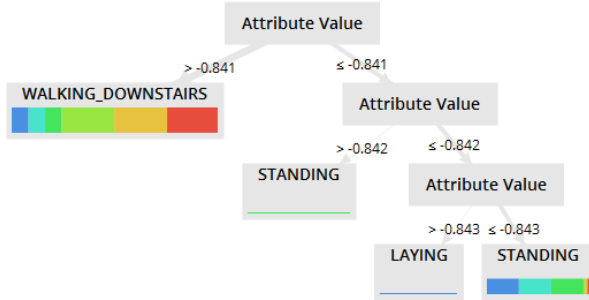 Attribute Value
> -0.841
≤ -0.841
WALKING_DOWNSTAIRS
Attribute Value
> -0.842
≤ -0.842
STANDING
Attribute Value
> -0.843
≤ -0.843
LAYING
STANDING